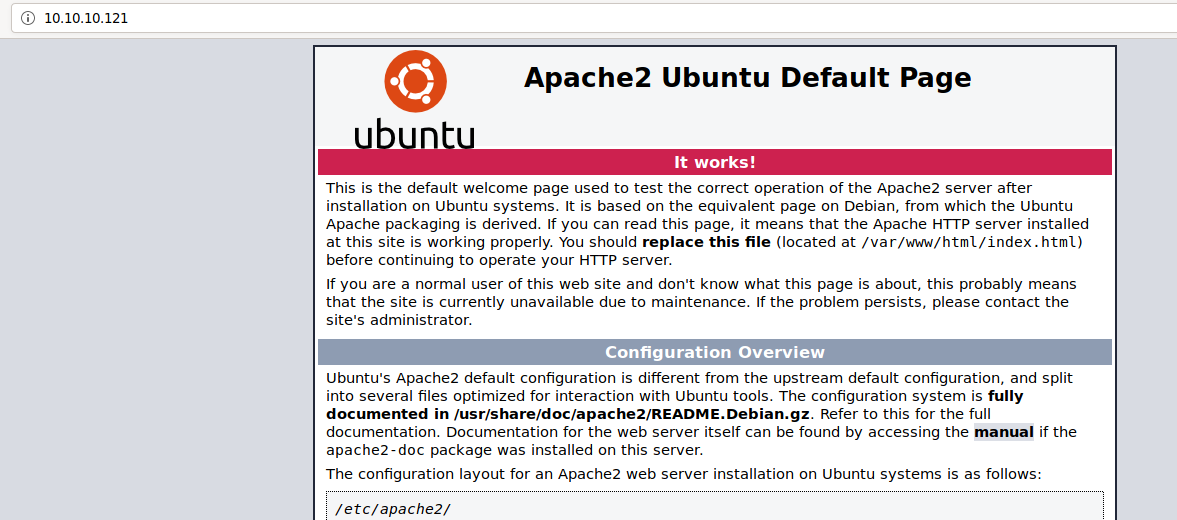 10.10.10.121
Apache2 Ubuntu Default Page
ubuntu
It works!
This is the default welcome page used to test the correct operation of the Apache2 server after
installation on Ubuntu systems. It is based on the equivalent page on Debian, from which the Ubuntu
Apache packaging is derived. If you can read this page, it means that the Apache HTTP server installed
at this site is working properly. You should replace this file (located at /var/www/html/index.html)
before continuing to operate your HTTP server.
If you are a normal user of this web site and don't know what this page is about, this probably means
that the site is currently unavailable due to maintenance. If the problem persists, please contact the
site's administrator.
Configuration Overview
Ubuntu's Apache2 default configuration is different from the upstream default configuration, and split
into several files optimized for interaction with Ubuntu tools. The configuration system is fully
documented in /usr/share/doc/apache2/README.Debian.gz. Refer to this for the full
documentation. Documentation for the web server itself can be found by accessing the manual if the
apache2-doc package was installed on this server.
The configuration layout for an Apache2 web server installation on Ubuntu systems is as follows:
/etc/apache2/